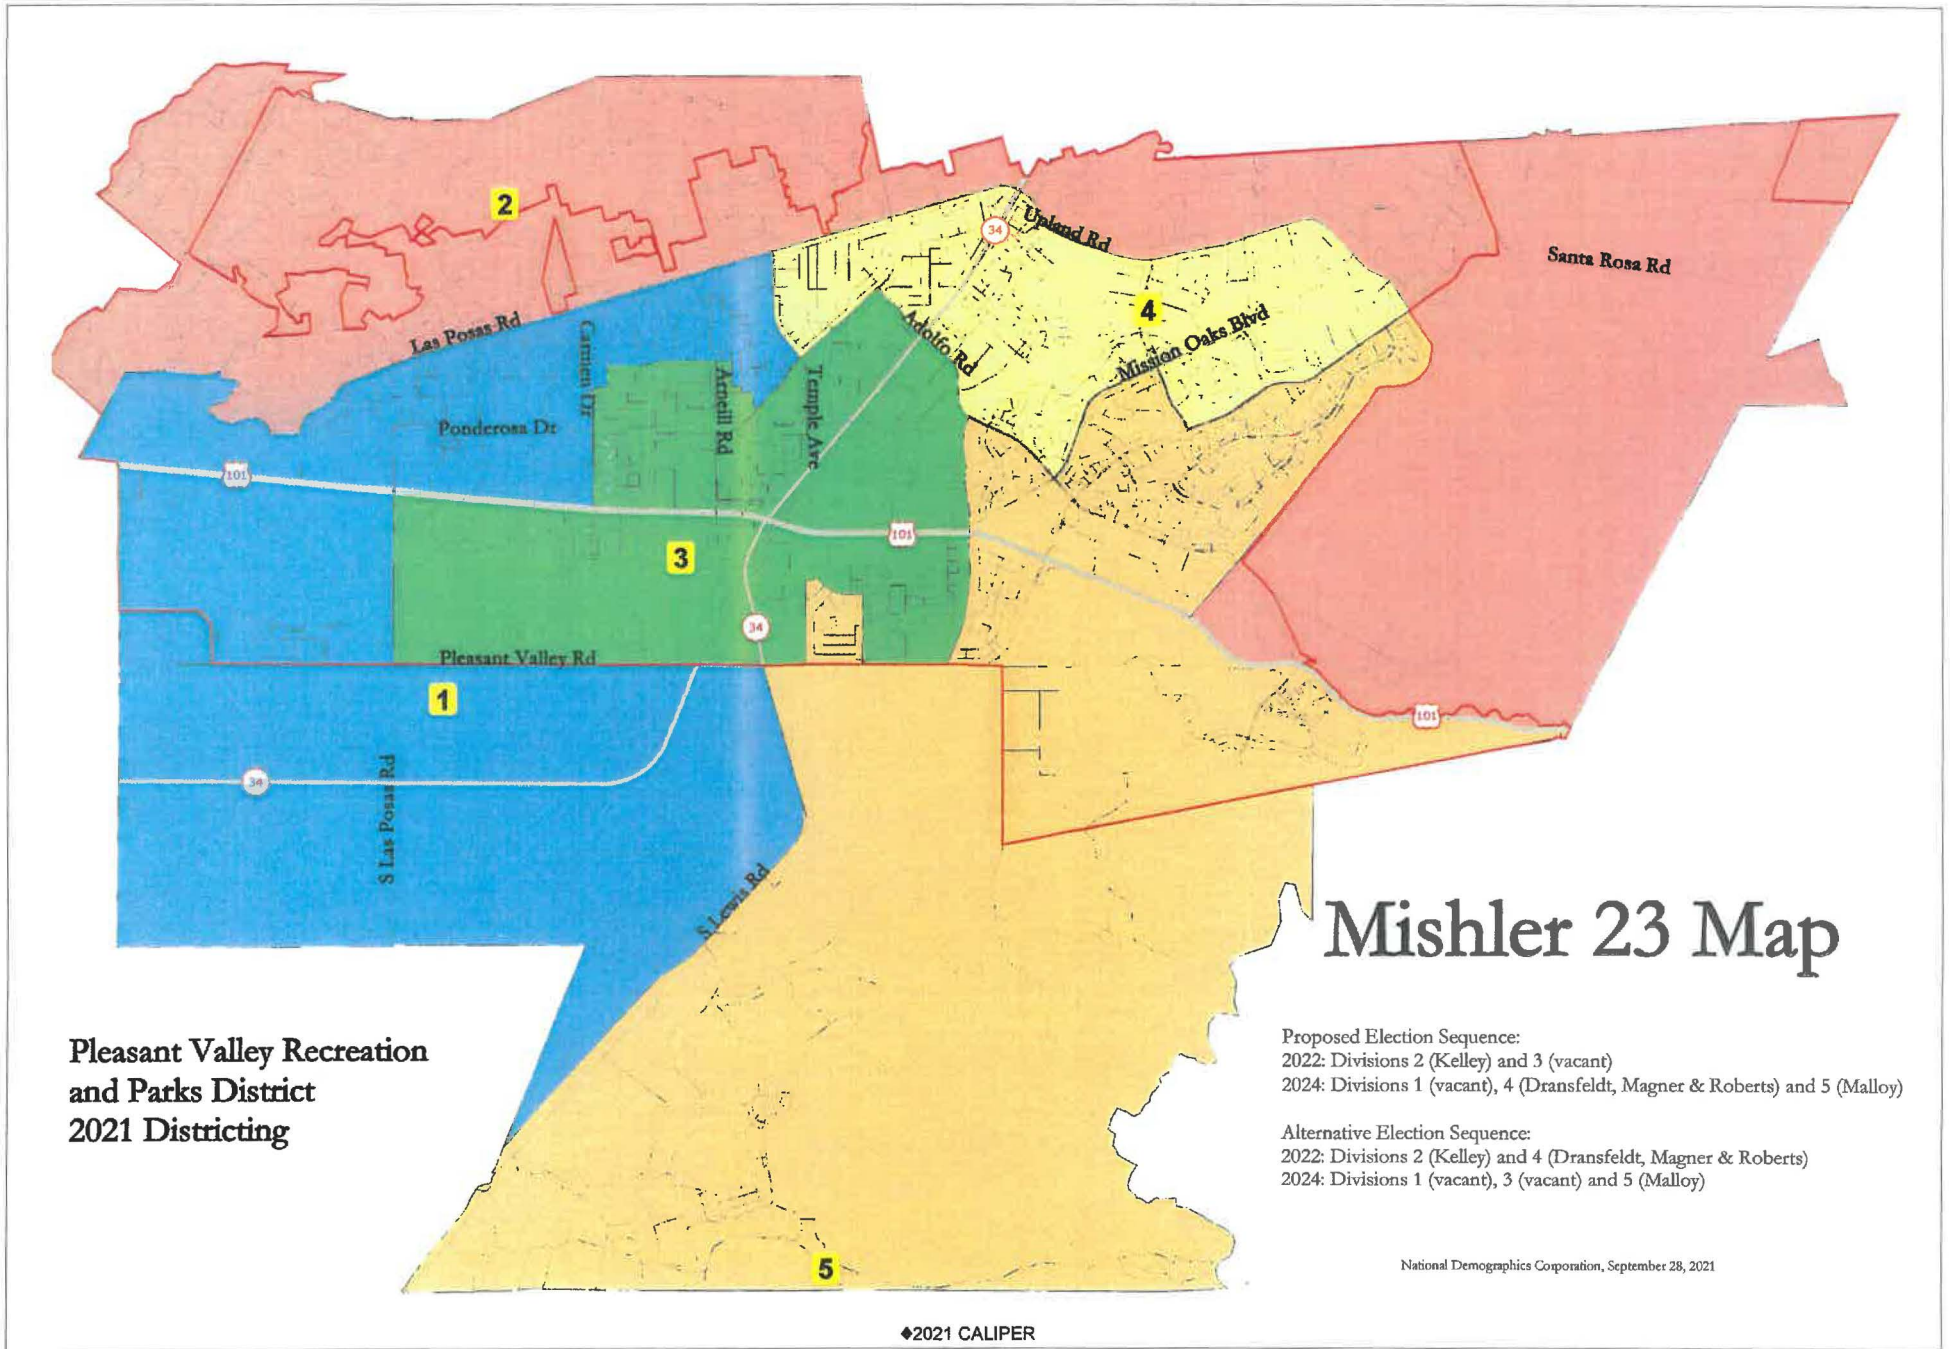 2
34
Upland Rd
Santa Rosa Rd
4
Las Posas Rd
Adolfo Rd
Mission Oaks Blvd
Carmen Dr
Arneill Rd
Temple Ave
Ponderosa Dr
101
101
3
34
Pleasant Valley Rd
1
101
34
S Las Posas Rd
S Lewis Rd
Mishler 23 Map
Pleasant Valley Recreation
and Parks District
2021 Districting
Proposed Election Sequence:
2022: Divisions 2 (Kelley) and 3 (vacant)
2024: Divisions 1 (vacant), 4 (Dransfeldt, Magner & Roberts) and 5 (Malloy)
Alternative Election Sequence:
2022: Divisions 2 (Kelley) and 4 (Dransfeldt, Magner & Roberts)
2024: Divisions 1 (vacant), 3 (vacant) and 5 (Malloy)
5
National Demographics Corporation, September 28, 2021
♦2021 CALIPER